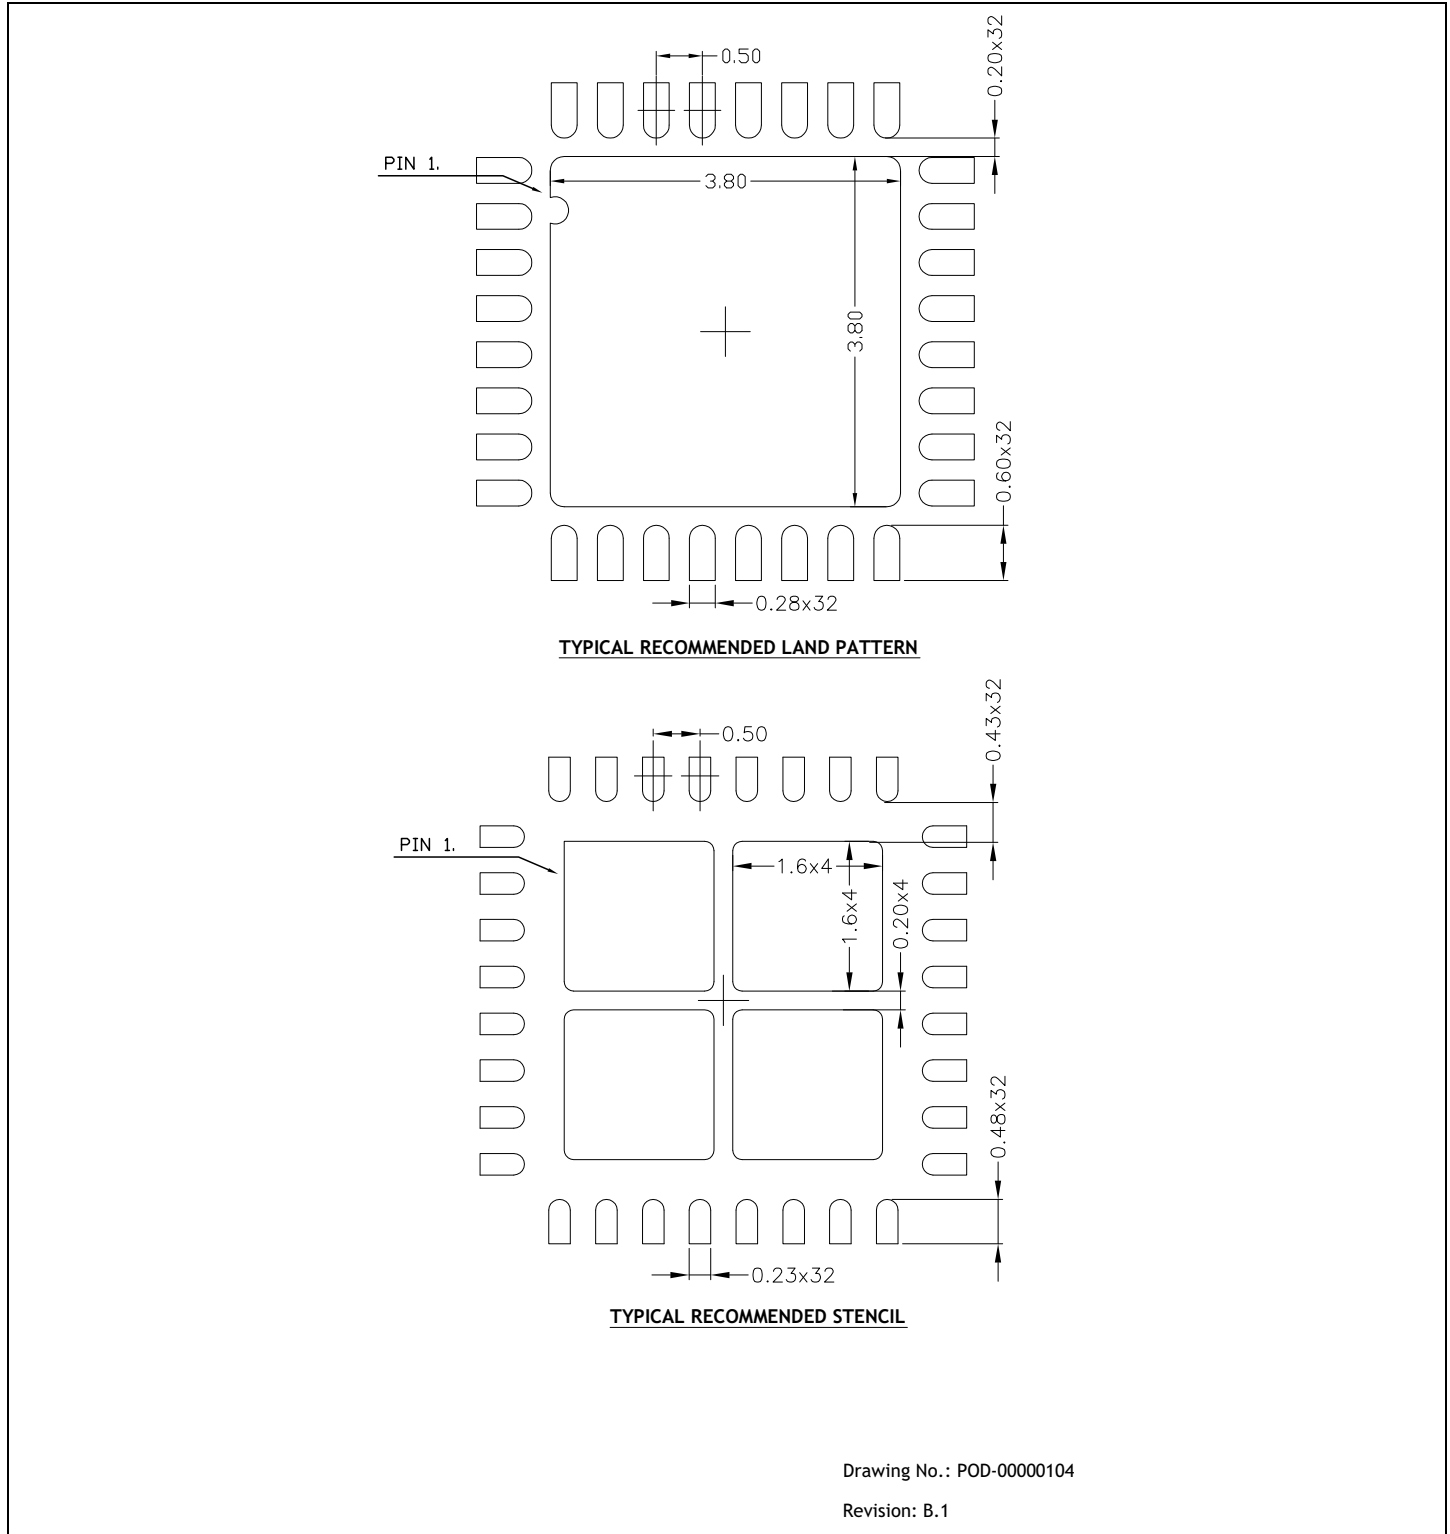 0.50
0.20x32
PIN 1.
3.80
3.80
0.60x32
0.28x32
TYPICAL RECOMMENDED LAND PATTERN
0.43x32
0.50
PIN 1.
1.6x4
1.6x4
0.20x4
0.48x32
0.23x32
TYPICAL RECOMMENDED STENCIL
Drawing No.: POD-00000104
Revision: B.1